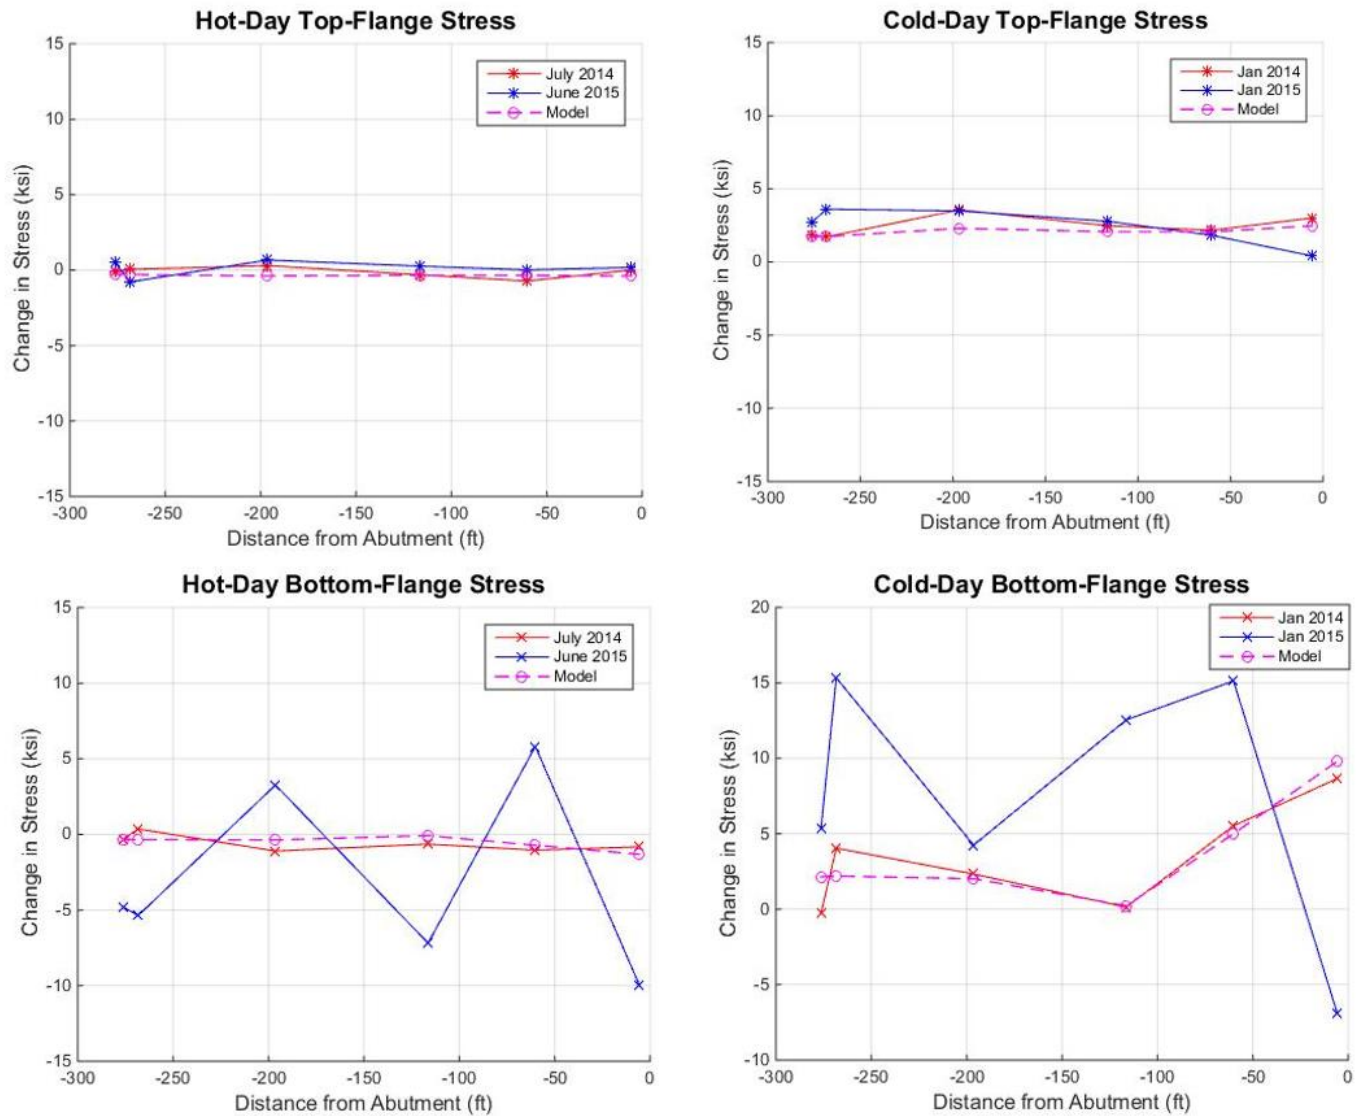 Hot-Day Top-Flange Stress
15
10
5
0
-5
-10
-15
Change in Stress (ksi)
July 2014
June 2015
Model
-300
-250
-200
-150
-100
-50
0
Distance from Abutment (ft)
Cold-Day Top-Flange Stress
15
10
5
0
-5
-10
-15
Change in Stress (ksi)
Jan 2014
Jan 2015
Model
-300
-250
-200
-150
-100
-50
0
Distance from Abutment (ft)
Hot-Day Bottom-Flange Stress
15
10
5
0
-5
-10
-15
Change in Stress (ksi)
July 2014
June 2015
Model
-300
-250
-200
-150
-100
-50
0
Distance from Abutment (ft)
Cold-Day Bottom-Flange Stress
20
15
10
5
0
-5
-10
Change in Stress (ksi)
Jan 2014
Jan 2015
Model
-300
-250
-200
-150
-100
-50
0
Distance from Abutment (ft)